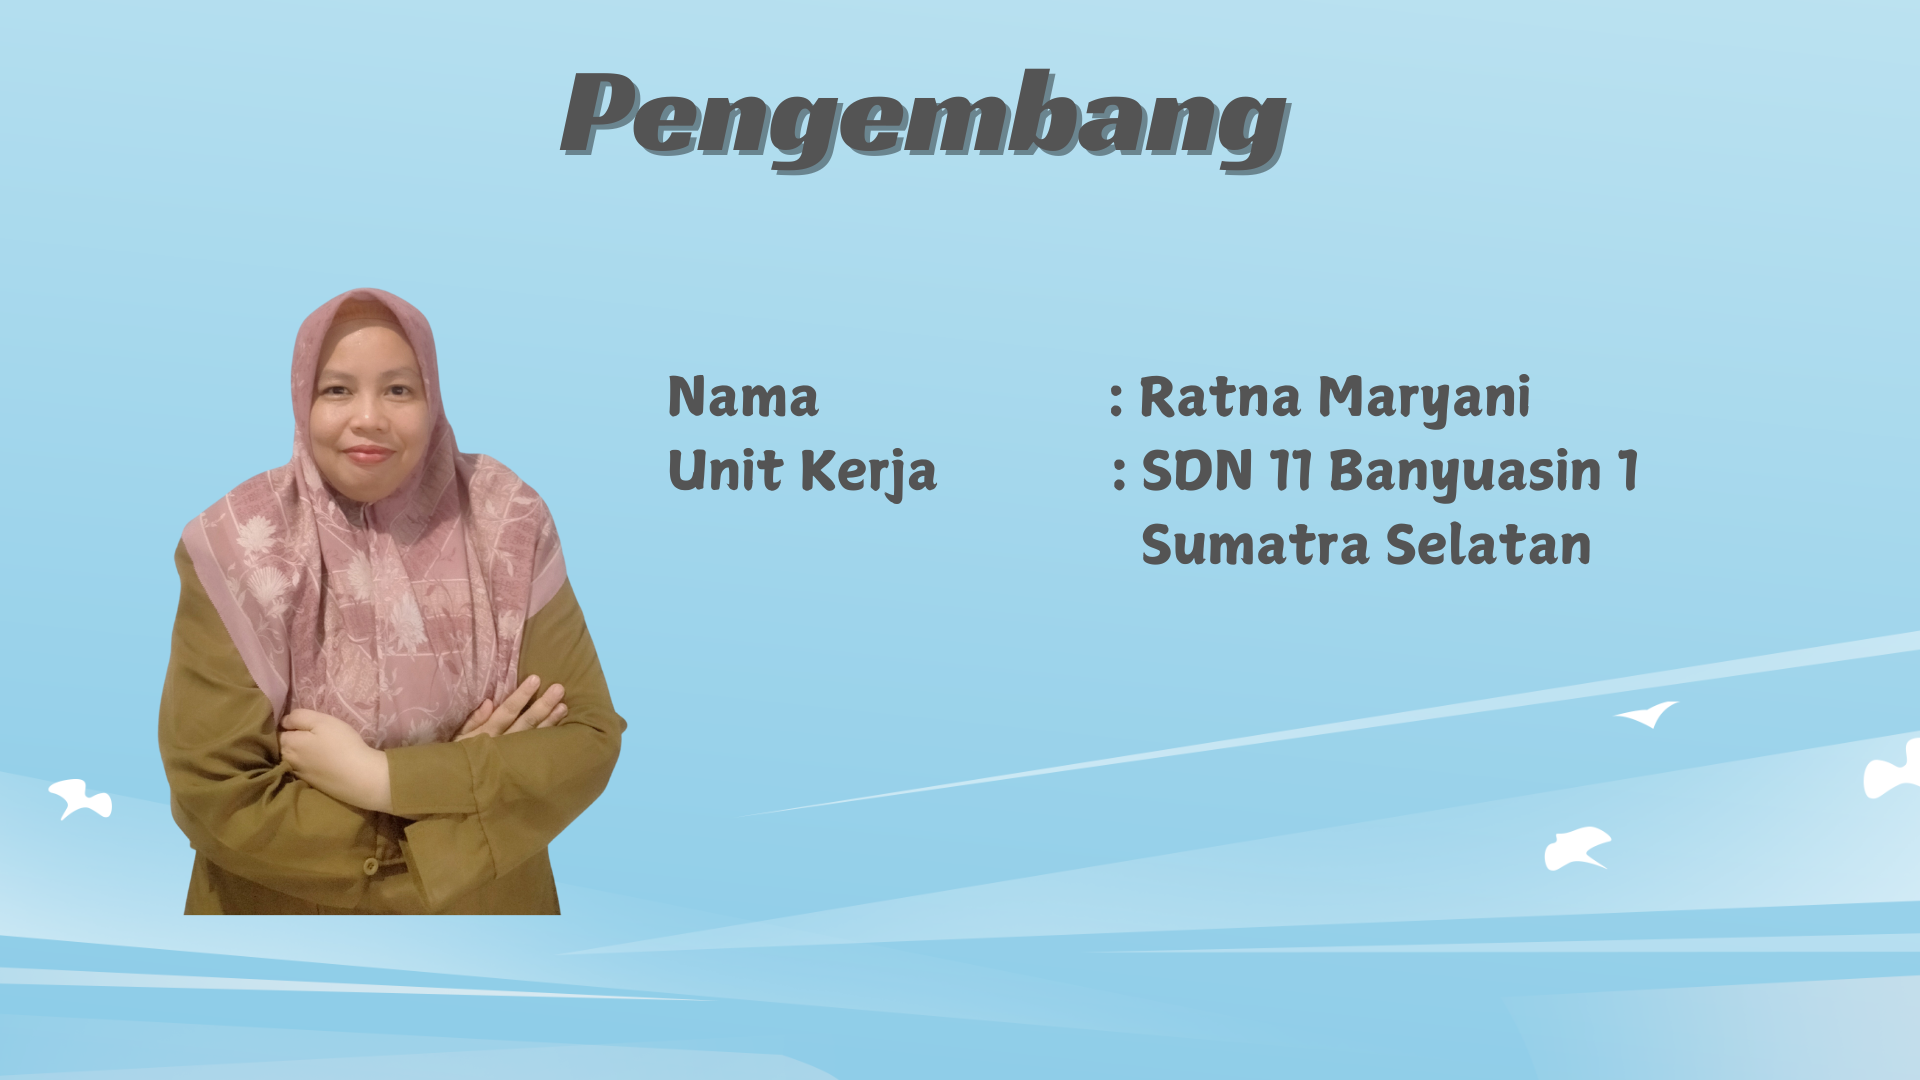 Pengembang
Nama : Ratna Maryani
Unit Kerja : SDN 11 Banyuasin 1
Sumatra Selatan